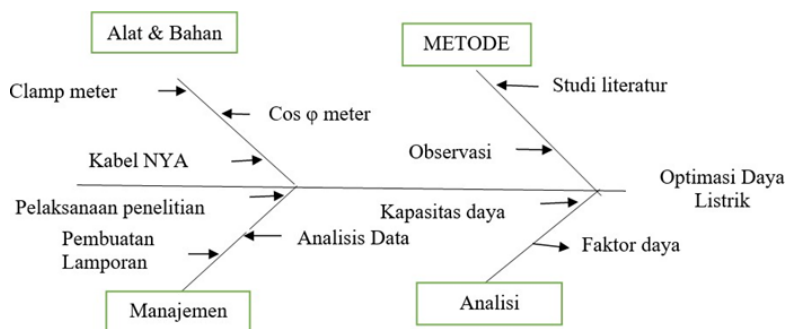 Alat & Bahan
METODE
Clamp meter
Studi literatur
Cos φ meter
Observasi
Kabel NYA
Optimasi Daya
Listrik
Pelaksanaan penelitian
Kapasitas daya
Pembuatan
Lamporan
Analisis Data
Faktor daya
Manajemen
Analisi